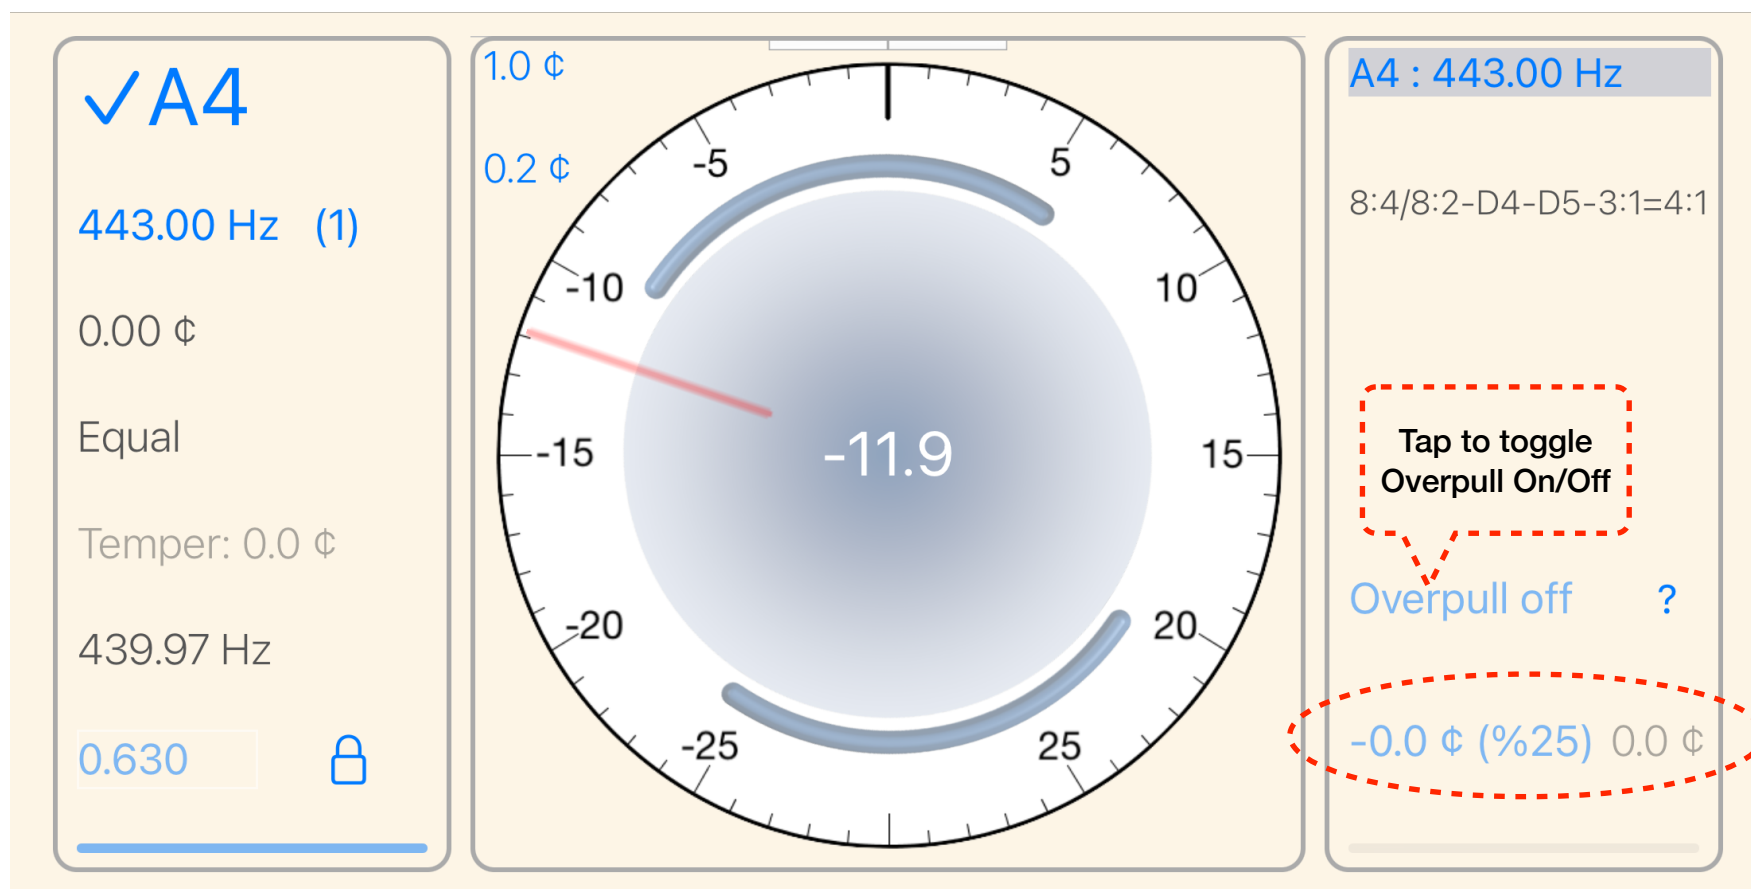 ✓A4
443.00 Hz (1)
0.00 ¢
Equal
Temper: 0.0 ¢
439.97 Hz
0.630
1.0 ¢
0.2 ¢
-5
5
-10
10
-15
15
-11.9
-20
20
-25
25
A4 : 443.00 Hz
8:4/8:2-D4-D5-3:1=4:1
Tap to toggle
Overpull On/Off
Overpull off ?
-0.0 ¢ (%25) 0.0 ¢